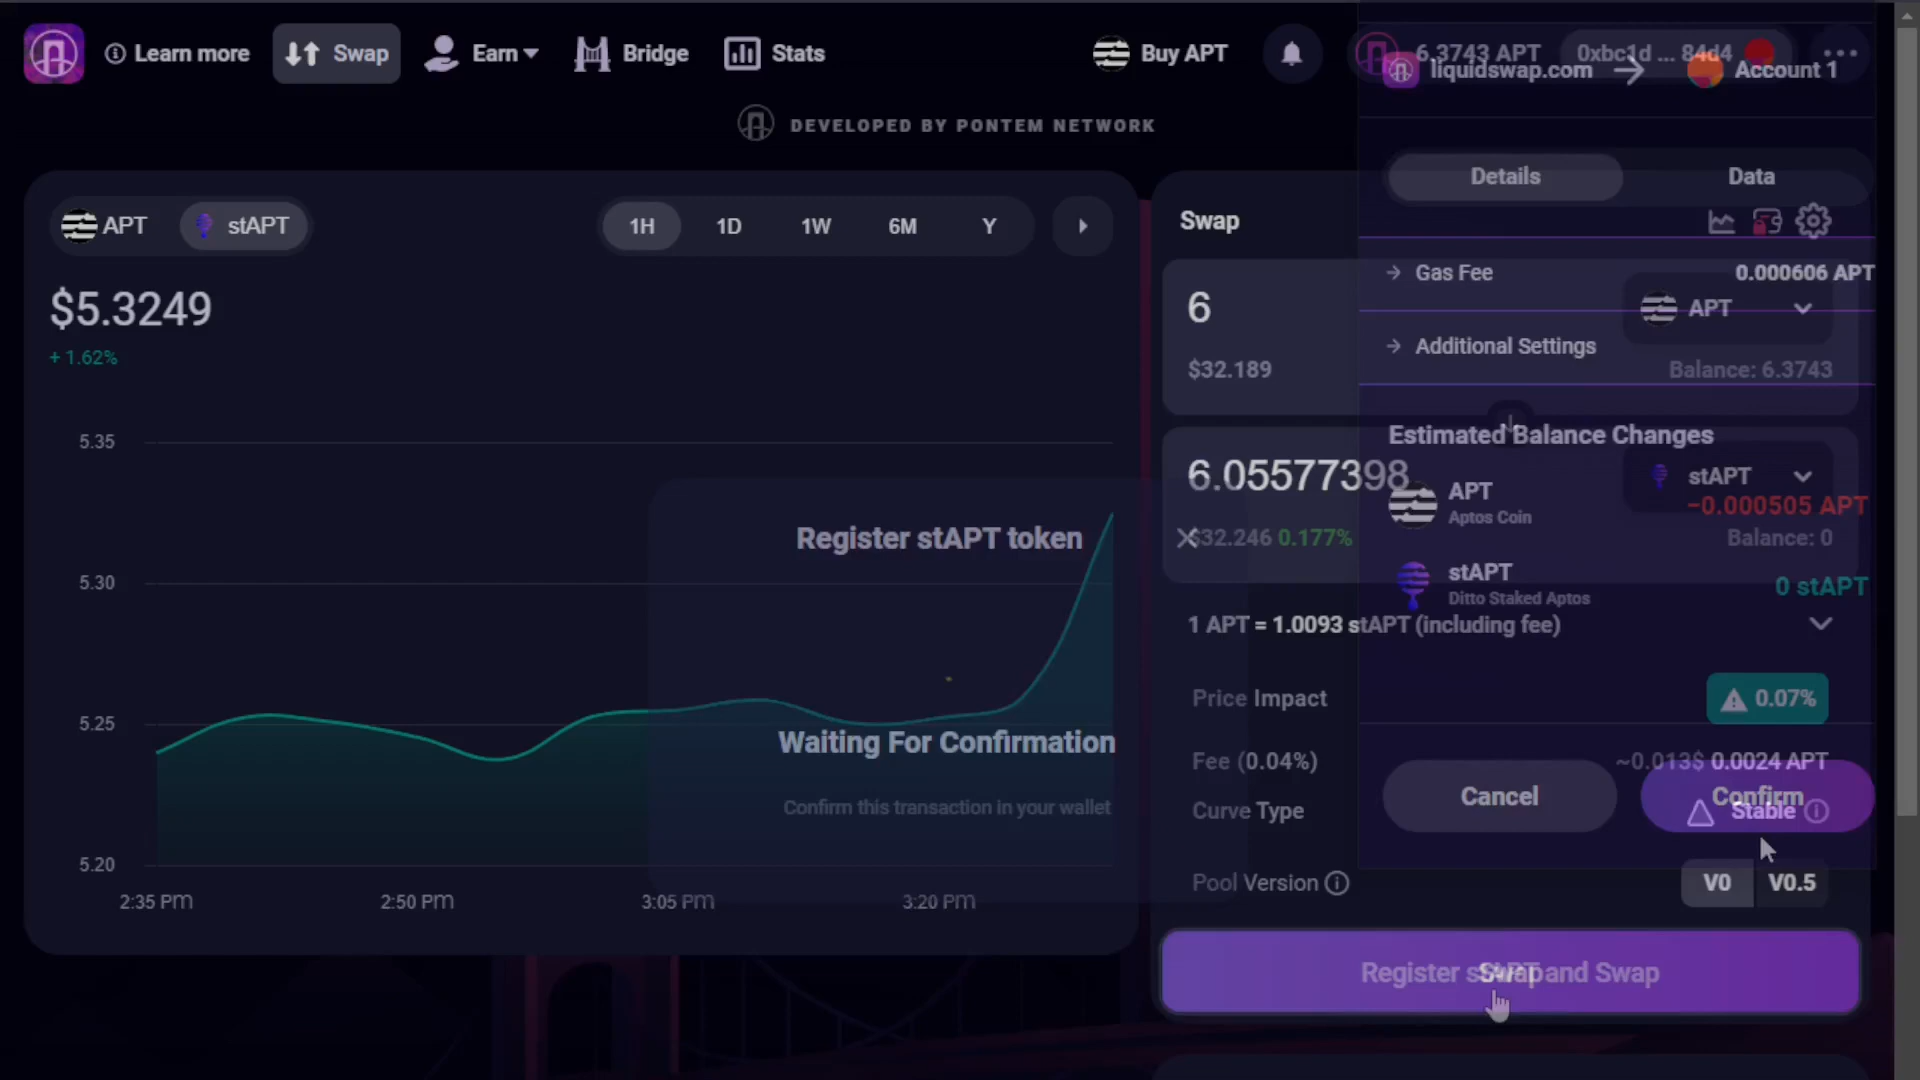 Learn more
Swap
Earn
Bridge
Stats
Buy APT
6.3743 APT
0xbc1d ... 84d4
liquidswap.com
Account 1
DEVELOPED BY PONTEM NETWORK
APT
stAPT
1H
1D
1W
6M
Y
$5.3249
+ 1.62%
5.35
5.30
5.25
5.20
2:35 PM
2:50 PM
3:05 PM
3:20 PM
Register stAPT token
Waiting For Confirmation
Confirm this transaction in your wallet
Swap
6
$32.189
APT
Balance: 6.3743
6.05577398
$32.246 0.177%
stAPT
Balance: 0
1 APT = 1.0093 stAPT (including fee)
Price Impact
0.07%
Fee (0.04%)
~0.013$ 0.0024 APT
Curve Type
Stable
Pool Version
V0
V0.5
Register stAPT and Swap
Swap
Details
Data
Gas Fee
0.000606 APT
Additional Settings
Estimated Balance Changes
APT
Aptos Coin
−0.000505 APT
stAPT
Ditto Staked Aptos
0 stAPT
Cancel
Confirm